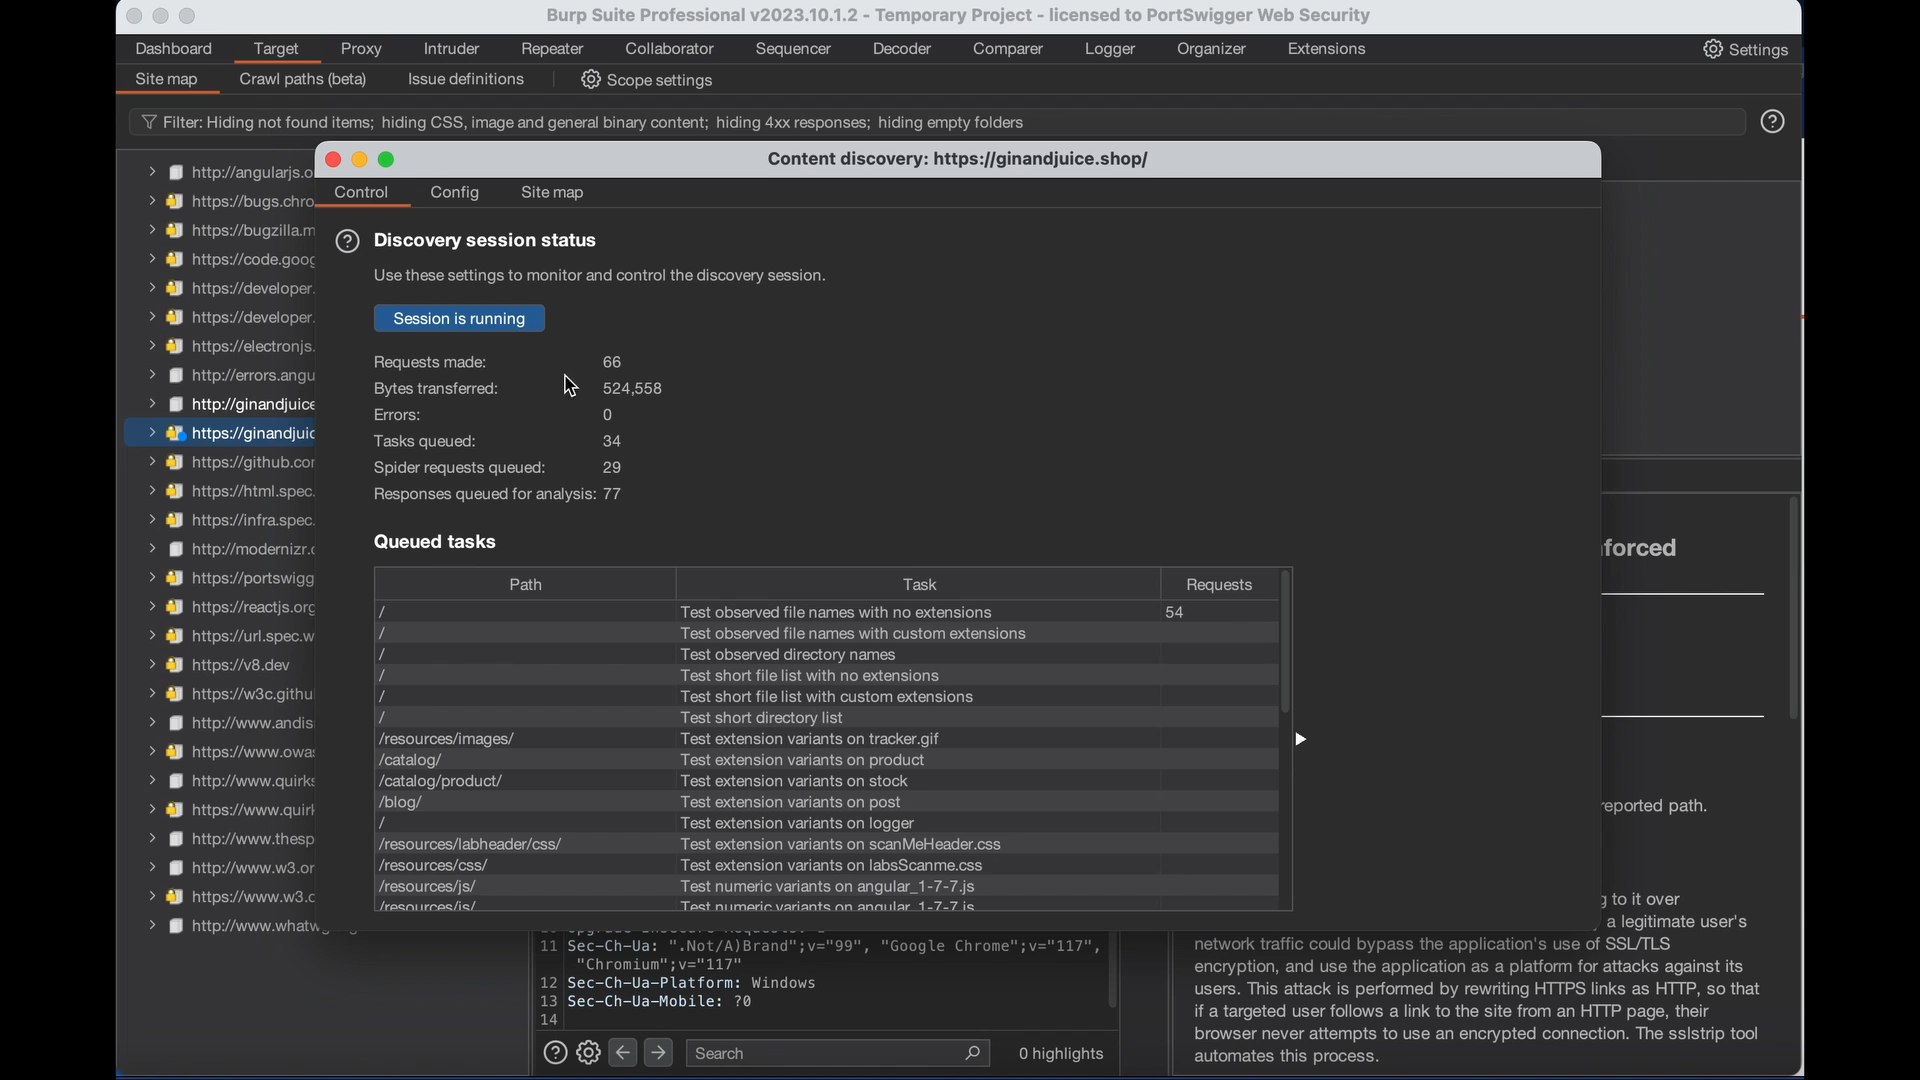 Burp Suite Professional v2023.10.1.2 - Temporary Project - licensed to PortSwigger Web Security
Dashboard Target Proxy Intruder Repeater Collaborator Sequencer Decoder Comparer Logger Organizer Extensions Settings
Site map Crawl paths (beta) Issue definitions Scope settings
Filter: Hiding not found items; hiding CSS, image and general binary content; hiding 4xx responses; hiding empty folders
http://angularjs.o
https://bugs.chro
https://bugzilla.m
https://code.goog
https://developer.
https://developer.
https://electronjs.
http://errors.angu
http://ginandjuice
https://ginandjuic
https://github.cor
https://html.spec.
https://infra.spec.
http://modernizr.c
https://portswigg
https://reactjs.org
https://url.spec.w
https://v8.dev
https://w3c.githu
http://www.andis
https://www.owas
http://www.quirks
https://www.quir
http://www.thesp
http://www.w3.or
https://www.w3.c
http://www.whatw
Content discovery: https://ginandjuice.shop/
Control Config Site map
Discovery session status
Use these settings to monitor and control the discovery session.
Session is running
Requests made: 66
Bytes transferred: 524,558
Errors: 0
Tasks queued: 34
Spider requests queued: 29
Responses queued for analysis: 77
Queued tasks
Path Task Requests
/ Test observed file names with no extensions 54
/ Test observed file names with custom extensions
/ Test observed directory names
/ Test short file list with no extensions
/ Test short file list with custom extensions
/ Test short directory list
/resources/images/ Test extension variants on tracker.gif
/catalog/ Test extension variants on product
/catalog/product/ Test extension variants on stock
/blog/ Test extension variants on post
/ Test extension variants on logger
/resources/labheader/css/ Test extension variants on scanMeHeader.css
/resources/css/ Test extension variants on labsScanme.css
/resources/js/ Test numeric variants on angular_1-7-7.js
/resources/js/ Test numeric variants on angular_1-7-7.js
11 Sec-Ch-Ua: ".Not/A)Brand";v="99", "Google Chrome";v="117",
"Chromium";v="117"
12 Sec-Ch-Ua-Platform: Windows
13 Sec-Ch-Ua-Mobile: ?0
14
Search 0 highlights
nforced
reported path.
g to it over
a legitimate user's
network traffic could bypass the application's use of SSL/TLS
encryption, and use the application as a platform for attacks against its
users. This attack is performed by rewriting HTTPS links as HTTP, so that
if a targeted user follows a link to the site from an HTTP page, their
browser never attempts to use an encrypted connection. The sslstrip tool
automates this process.